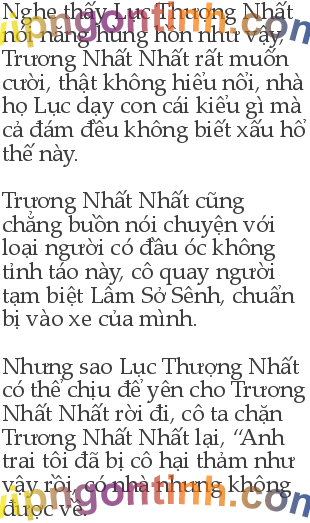 Nghe thấy Lục Thượng Nhất
nói năng hùng hồn như vậy,
Trương Nhất Nhất rất muốn
cười, thật không hiểu nổi, nhà
họ Lục dạy con cái kiểu gì mà
cả đám đều không biết xấu hổ
thế này.
Trương Nhất Nhất cũng
chẳng buồn nói chuyện với
loại người có đầu óc không
tỉnh táo này, cô quay người
tạm biệt Lâm Sở Sênh, chuẩn
bị vào xe của mình.
Nhưng sao Lục Thượng Nhất
có thể chịu để yên cho Trương
Nhất Nhất rời đi, cô ta chặn
Trương Nhất Nhất lại, “Anh
trai tôi đã bị cô hại thảm như
vậy rồi, có nhà nhưng không
được về.
vipngontinh.com
vipngontinh.com